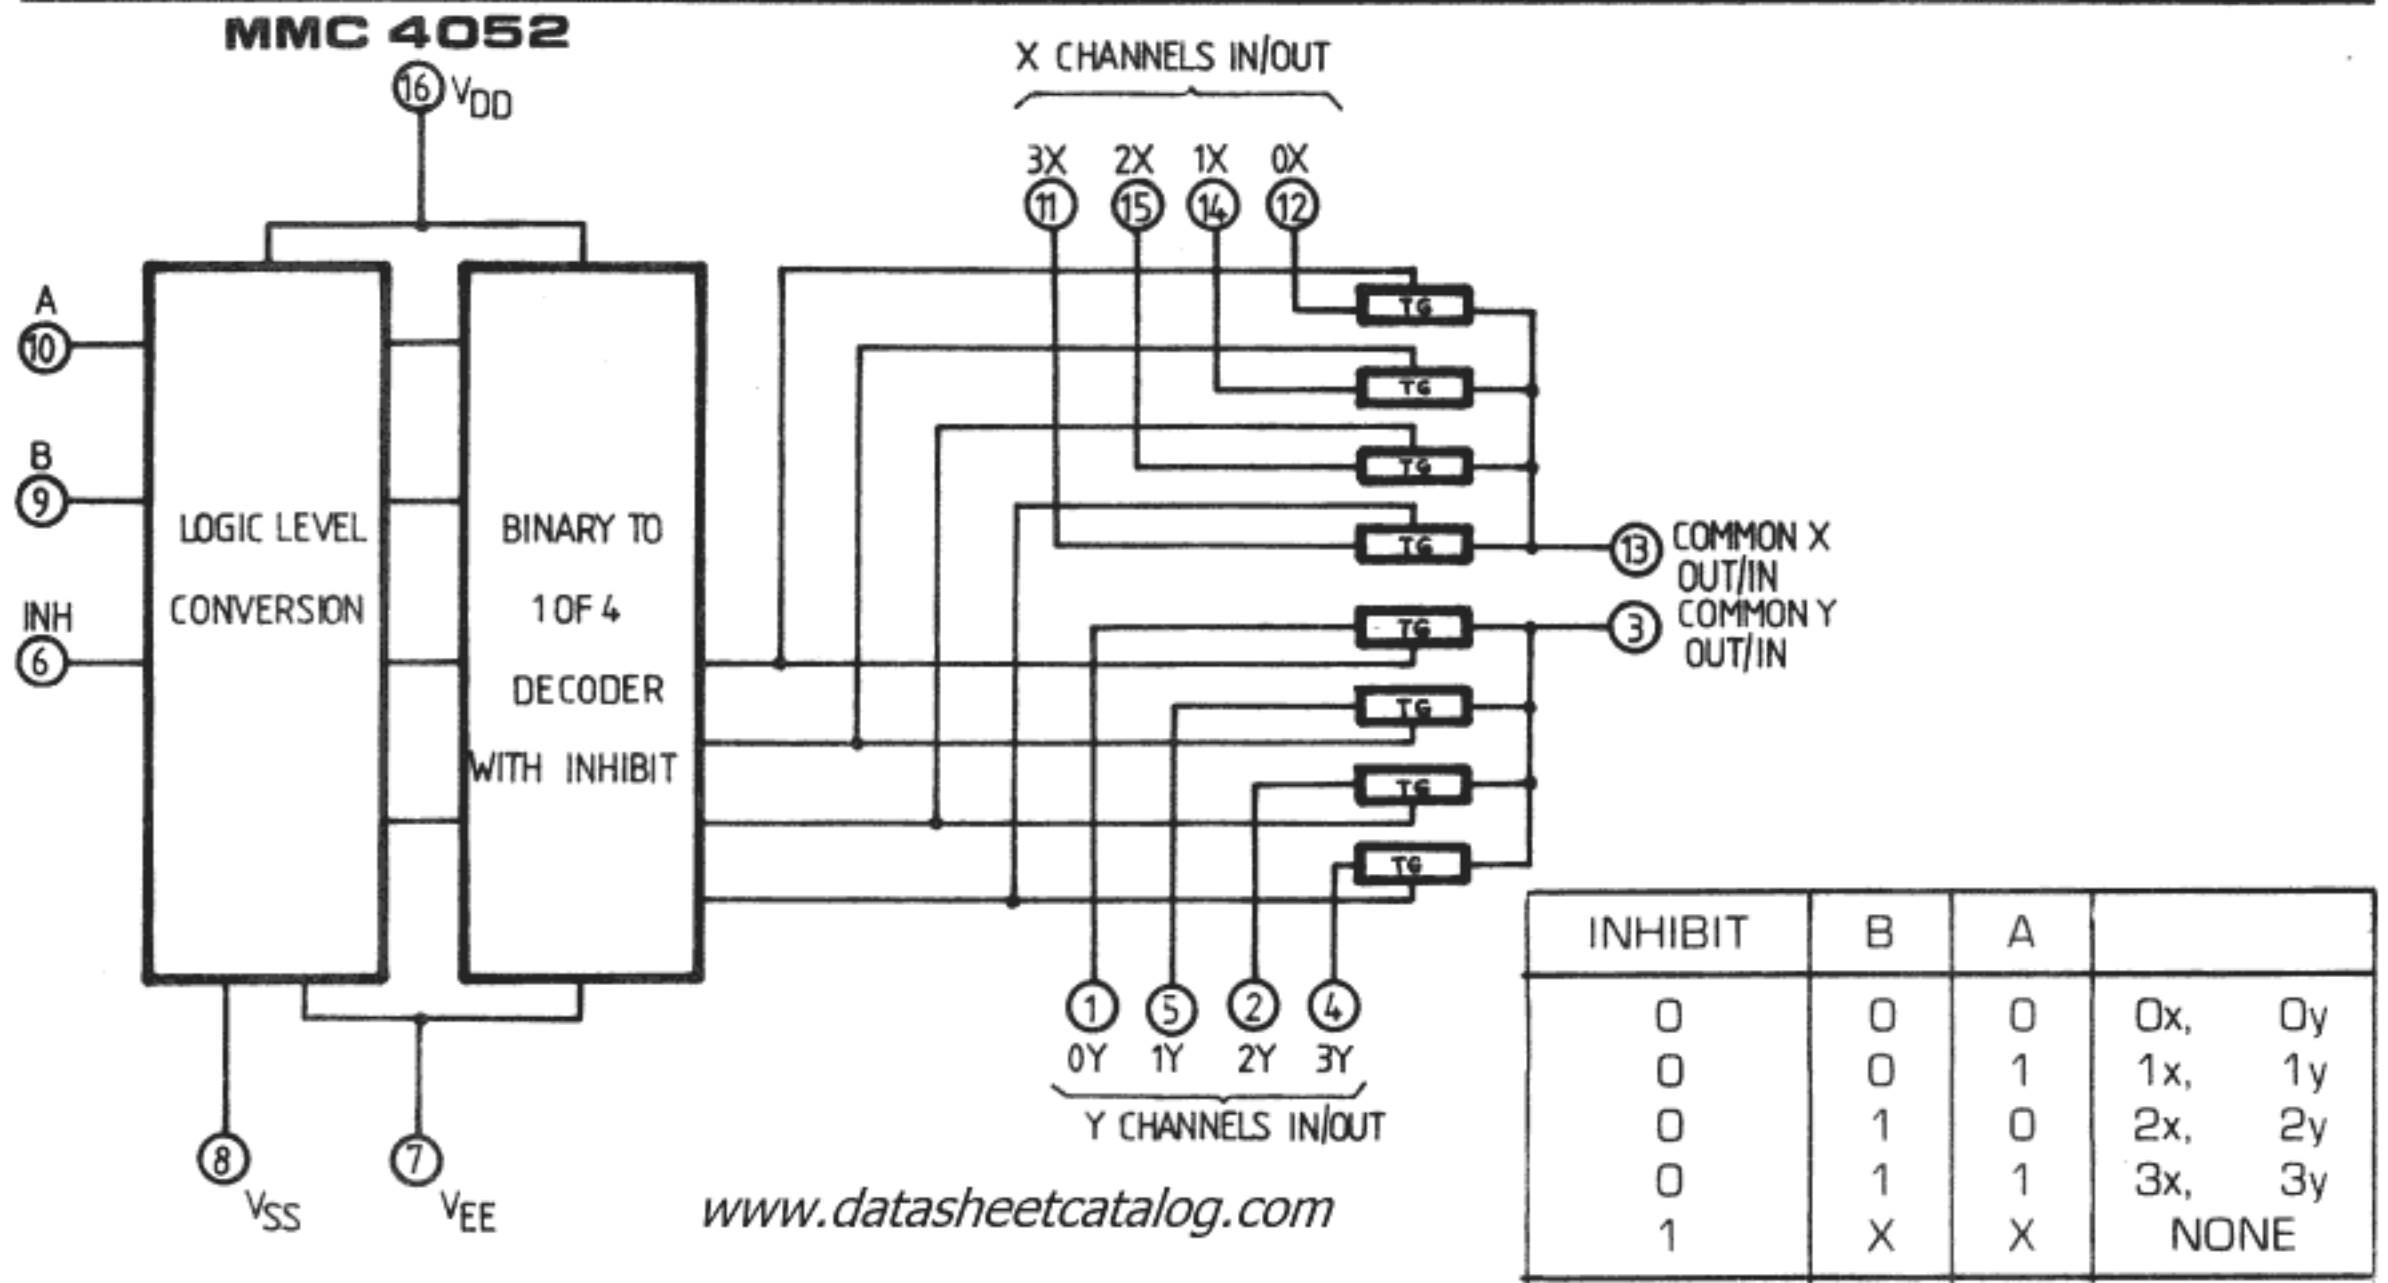 MMC 4052
16 VDD
X CHANNELS IN/OUT
3X 2X 1X 0X
11 15 14 12
A
10
B
9
INH
6
LOGIC LEVEL
CONVERSION
BINARY TO
1 OF 4
DECODER
WITH INHIBIT
TG
TG
TG
TG
TG
TG
TG
TG
13 COMMON X
OUT/IN
3 COMMON Y
OUT/IN
1 5 2 4
0Y 1Y 2Y 3Y
Y CHANNELS IN/OUT
8 VSS
7 VEE
www.datasheetcatalog.com
INHIBIT B A
0 0 0 0x, 0y
0 0 1 1x, 1y
0 1 0 2x, 2y
0 1 1 3x, 3y
1 X X NONE